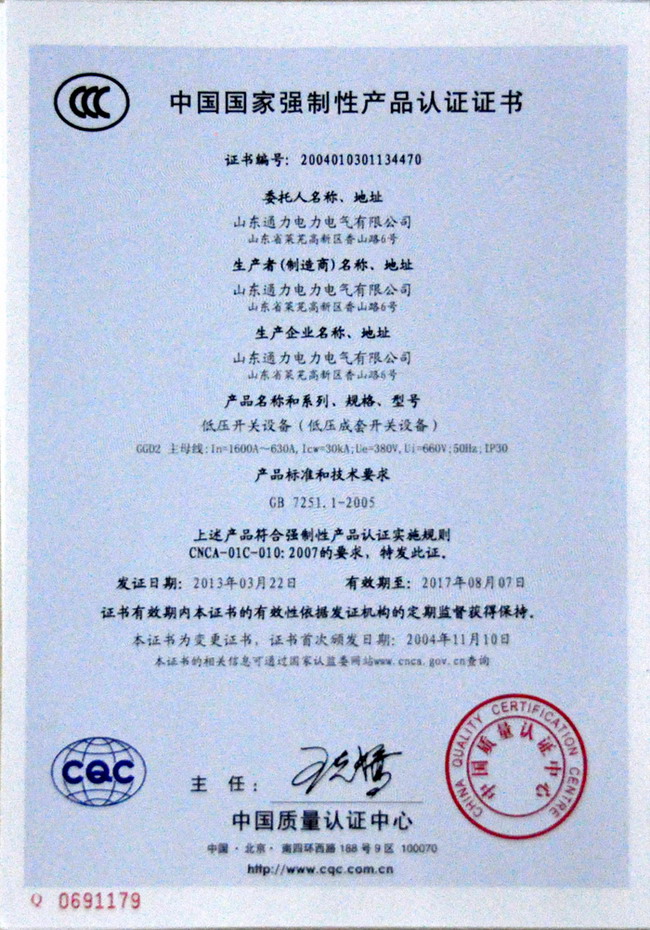 中国国家强制性产品认证证书
证书编号：2004010301134470
委托人名称、地址
山东通力电力电气有限公司
山东省莱芜高新区香山路6号
生产者(制造商)名称、地址
山东通力电力电气有限公司
山东省莱芜高新区香山路6号
生产企业名称、地址
山东通力电力电气有限公司
山东省莱芜高新区香山路6号
产品名称和系列、规格、型号
低压开关设备（低压成套开关设备）
GGD2 主母线;In=1600A～630A,Icw=30kA;Ue=380V,Ui=660V;50Hz;IP30
产品标准和技术要求
GB 7251.1-2005
上述产品符合强制性产品认证实施规则
CNCA-01C-010:2007的要求，特发此证。
发证日期：2013年03月22日 有效期至：2017年08月07日
证书有效期内本证书的有效性依据发证机构的定期监督获得保持。
本证书为变更证书，证书首次颁发日期：2004年11月10日
本证书的相关信息可通过国家认监委网站www.cnca.gov.cn查询
CQC
主任：
CHINA QUALITY CERTIFICATION CENTRE
中国质量认证中心
中国质量认证中心
中国·北京·南四环西路188号9区 100070
http://www.cqc.com.cn
Q 0691179